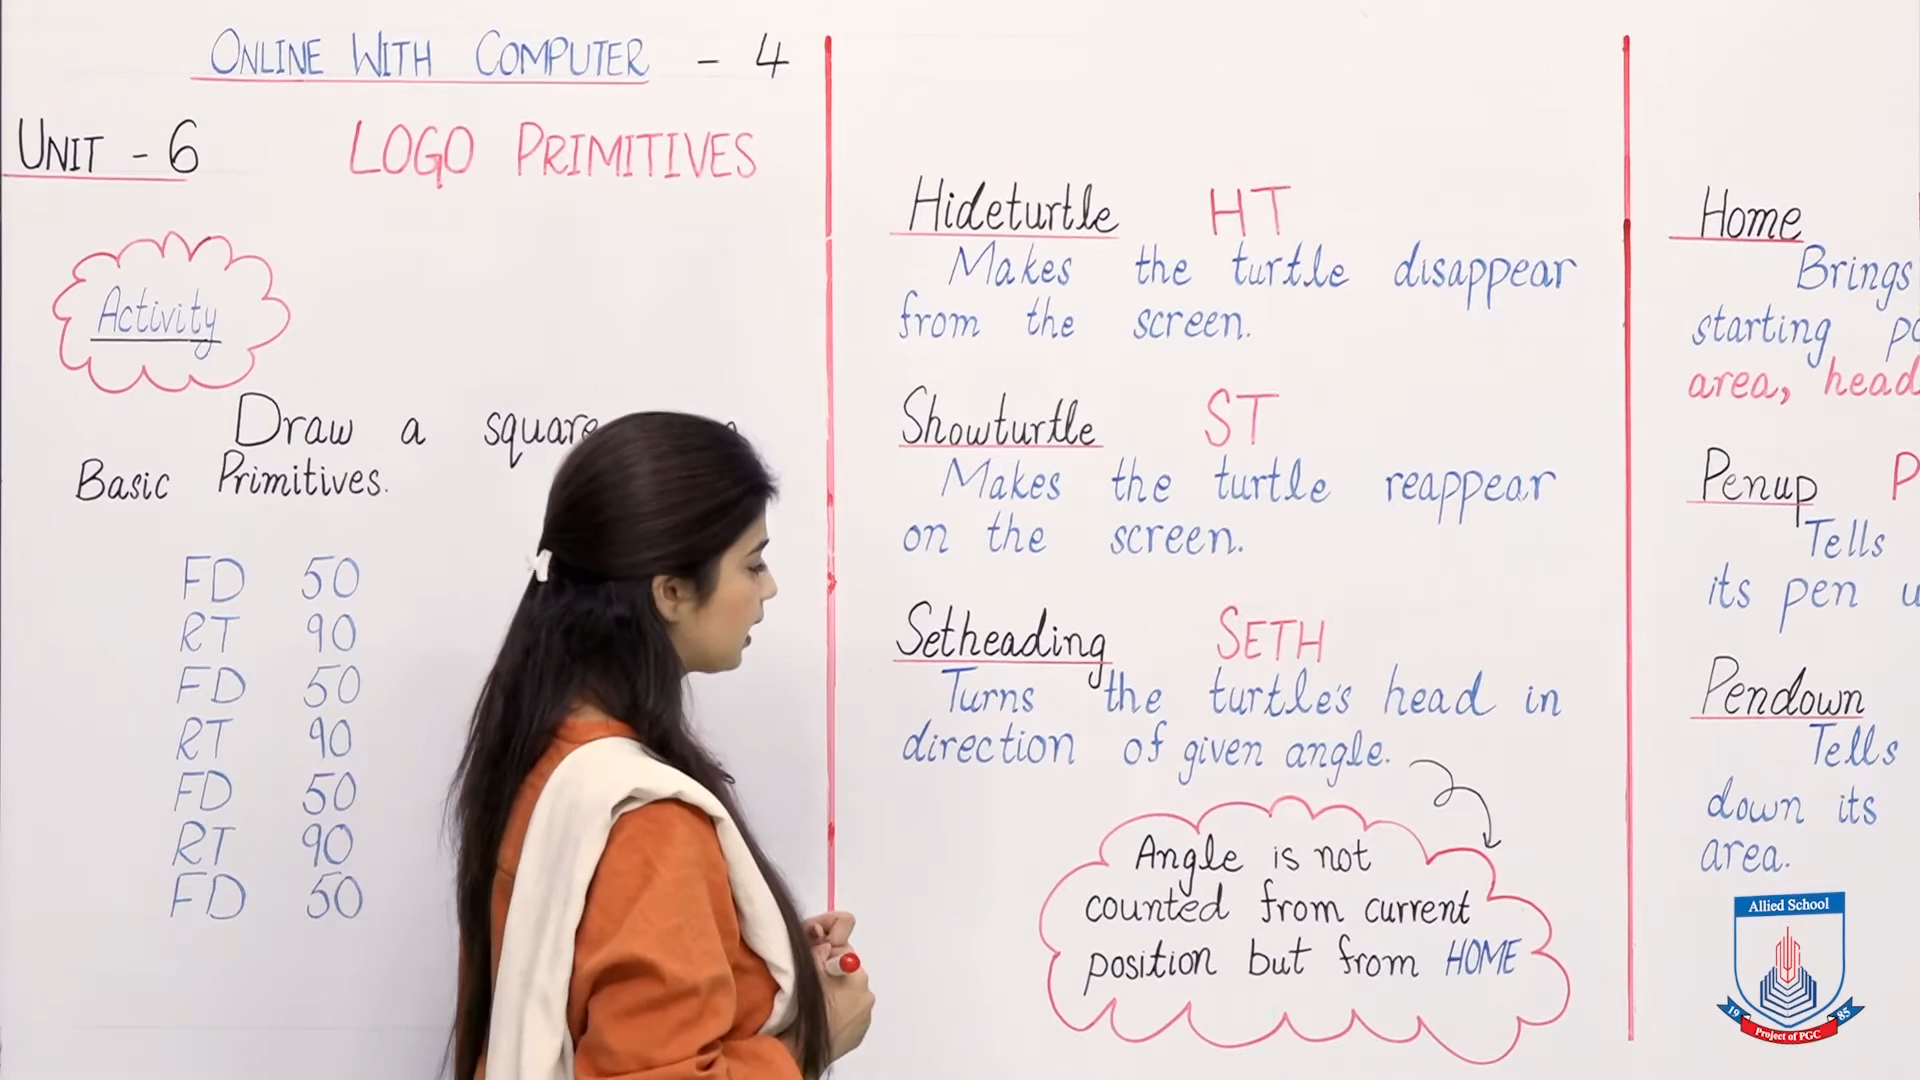 ONLINE WITH COMPUTER - 4
UNIT - 6 LOGO PRIMITIVES
Activity
Draw a square
Basic Primitives.
FD 50
RT 90
FD 50
RT 90
FD 50
RT 90
FD 50
Hideturtle HT
Makes the turtle disappear
from the screen.
Showturtle ST
Makes the turtle reappear
on the screen.
Setheading SETH
Turns the turtle's head in
direction of given angle.
Angle is not
counted from current
position but from HOME
Home
Brings
starting
area, head
Penup P
Tells
its pen
Pendown
Tells
down its
area.
Allied School
19 85
Project of PGC